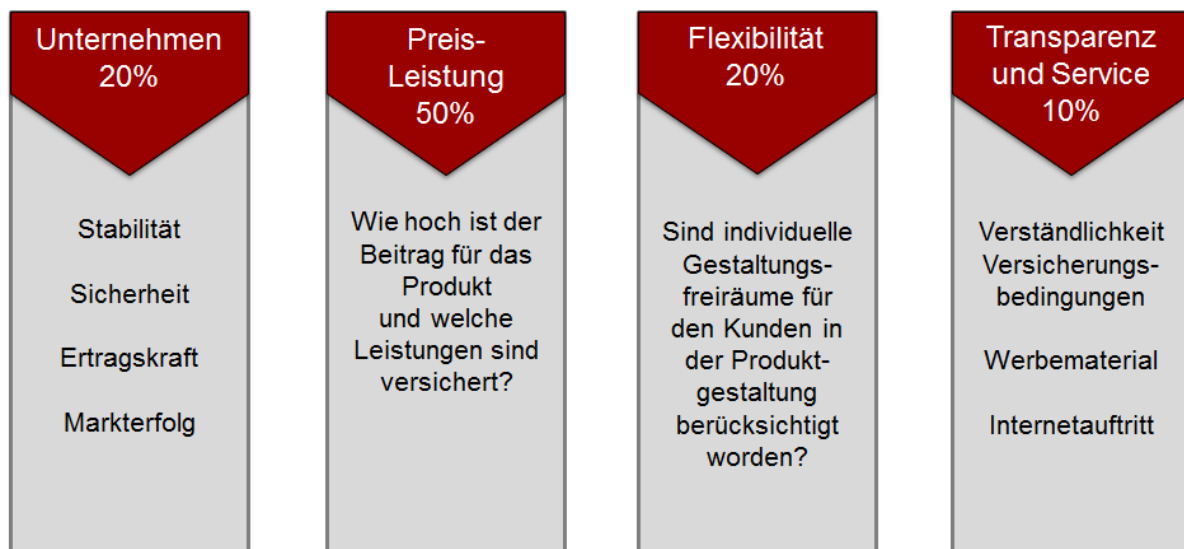 Unternehmen
20%
Stabilität
Sicherheit
Ertragskraft
Markterfolg
Preis-
Leistung
50%
Wie hoch ist der
Beitrag für das
Produkt
und welche
Leistungen sind
versichert?
Flexibilität
20%
Sind individuelle
Gestaltungs-
freiräume für
den Kunden in
der Produkt-
gestaltung
berücksichtigt
worden?
Transparenz
und Service
10%
Verständlichkeit
Versicherungs-
bedingungen
Werbematerial
Internetauftritt